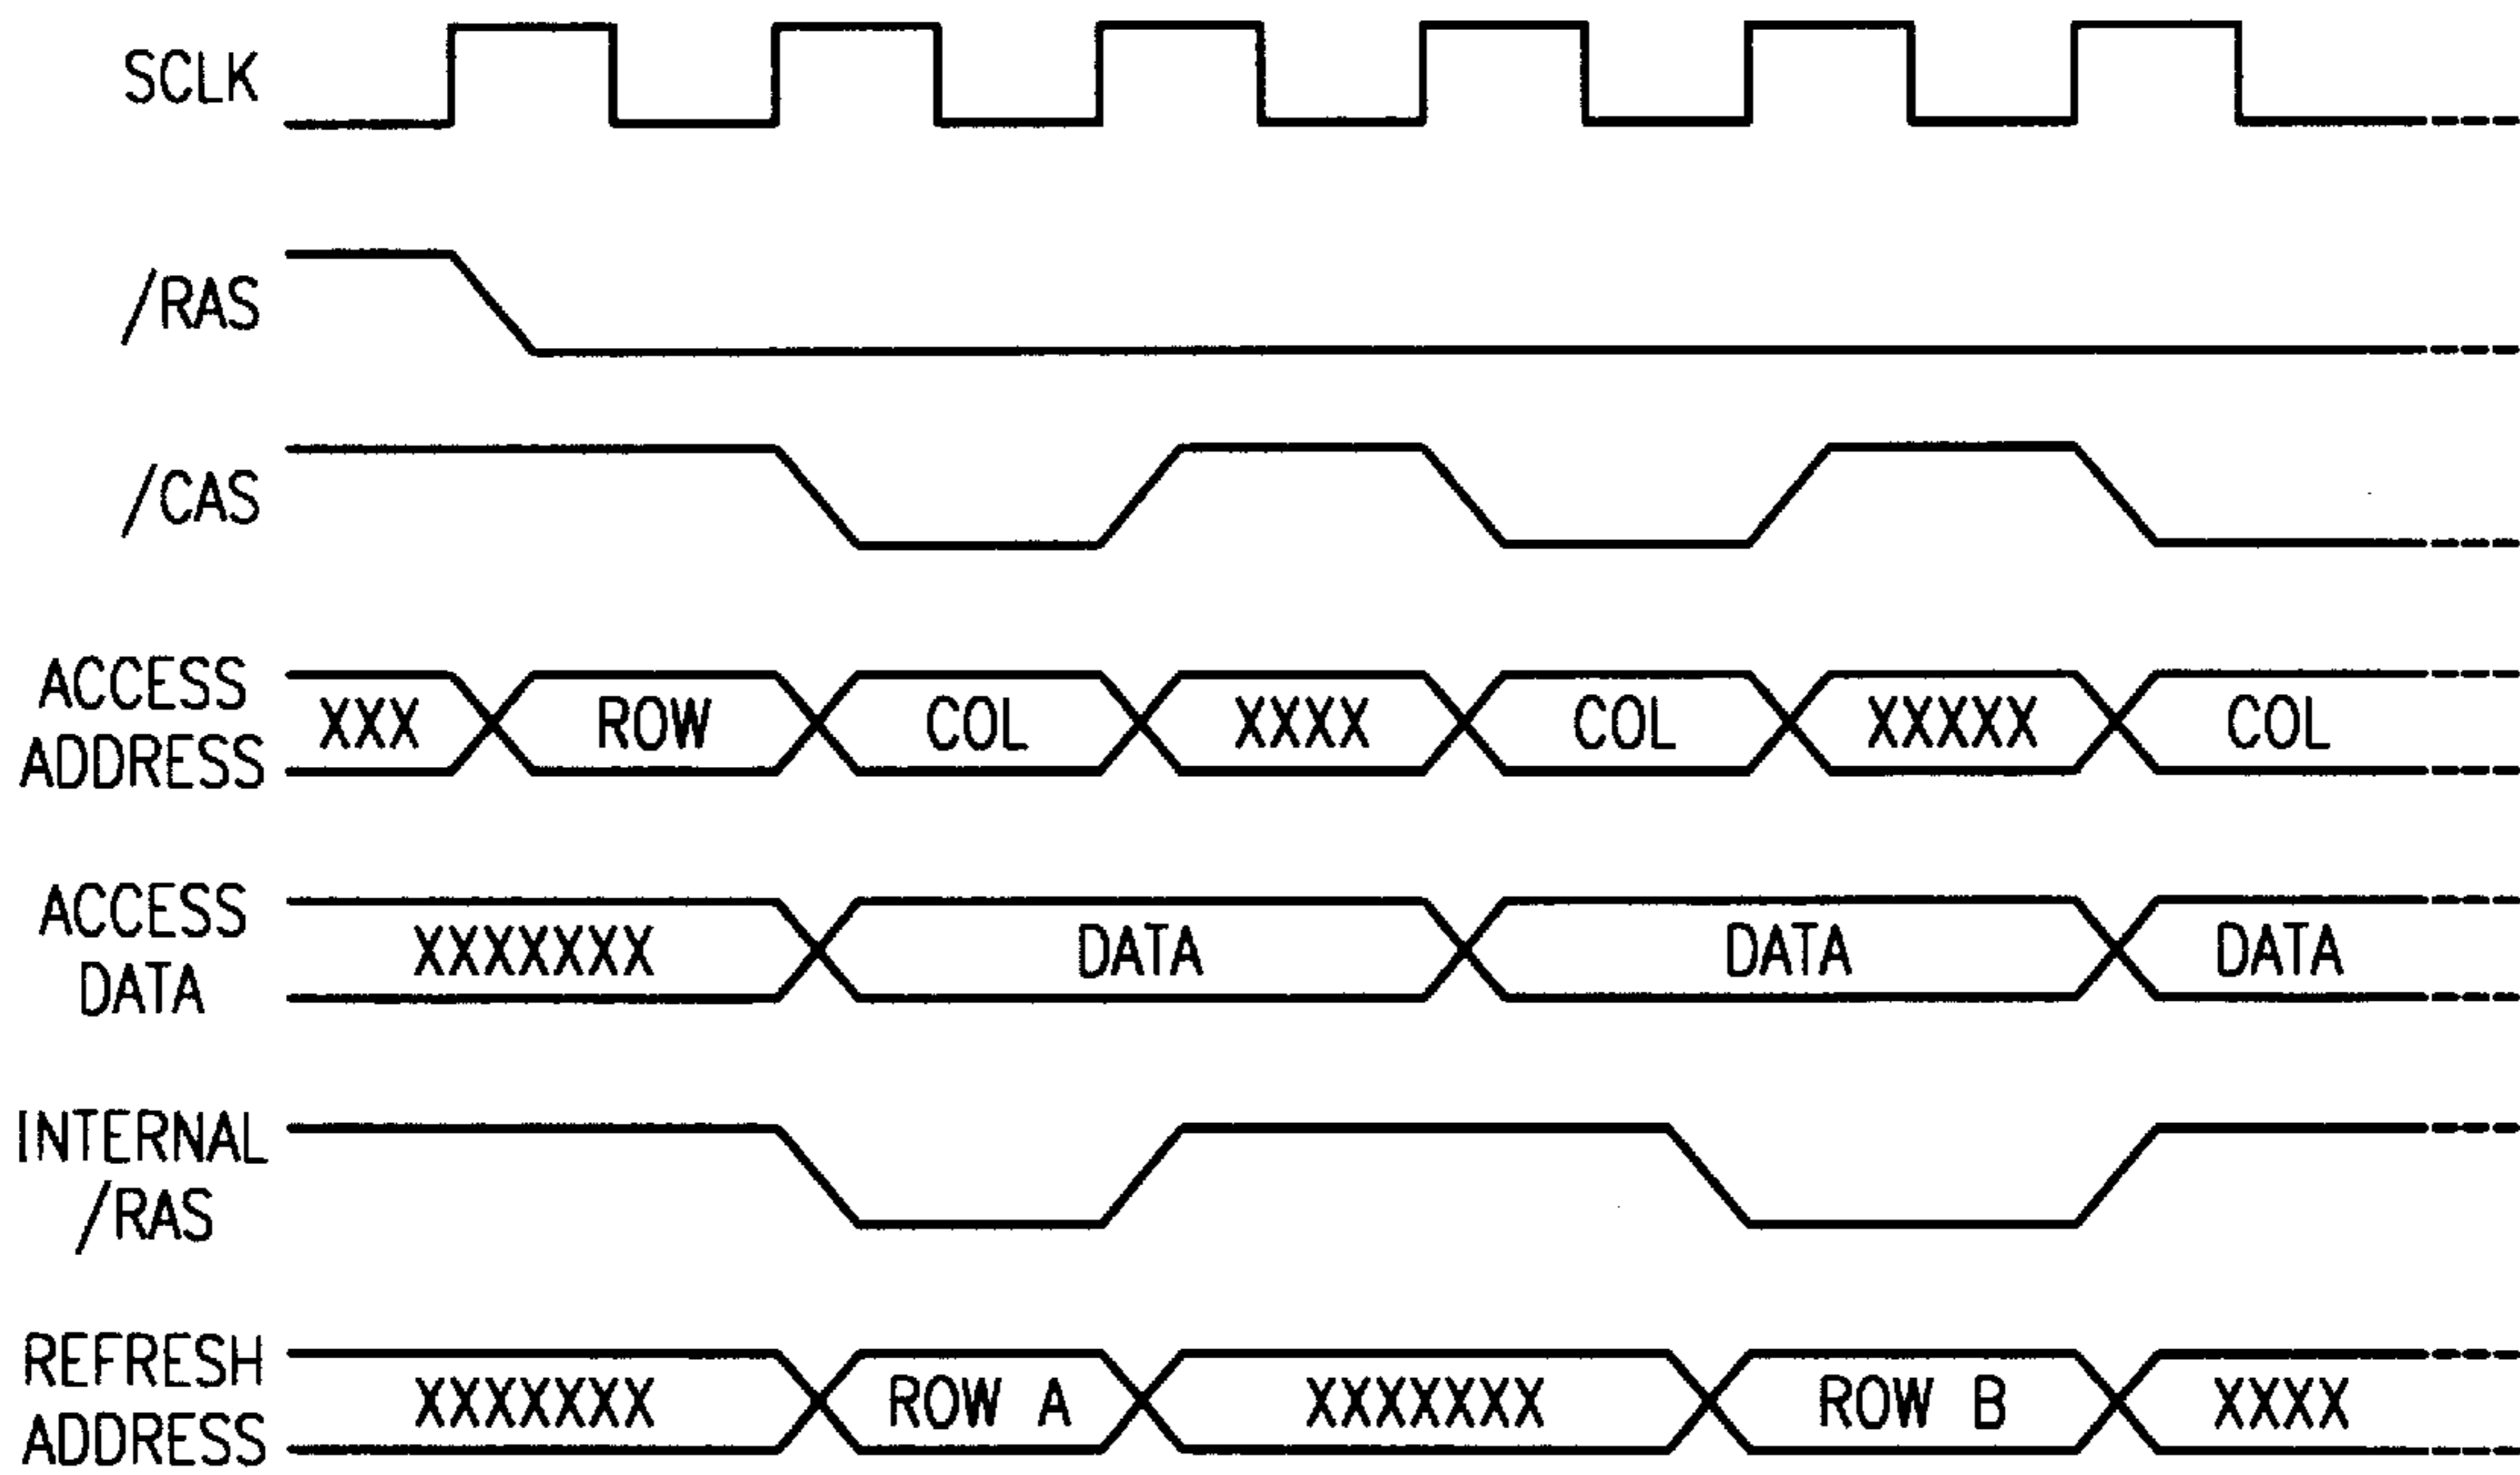 SCLK
/RAS
/CAS
ACCESS
ADDRESS
XXX ROW COL XXXX COL XXXXX COL
ACCESS
DATA
XXXXXXX DATA DATA DATA
INTERNAL
/RAS
REFRESH
ADDRESS
XXXXXXX ROW A XXXXXXX ROW B XXXX